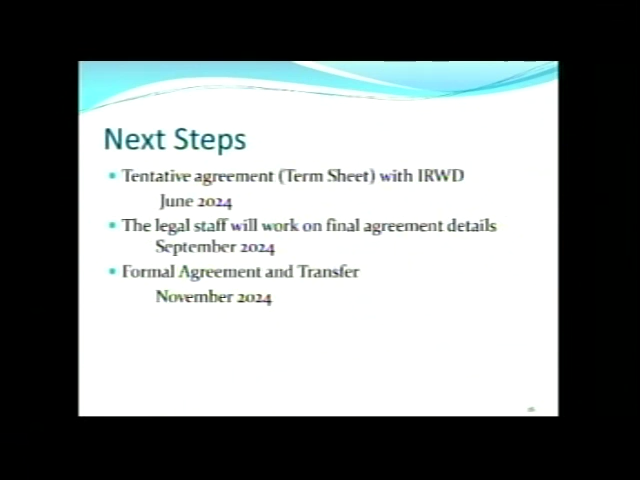 Next Steps
• Tentative agreement (Term Sheet) with IRWD
June 2024
• The legal staff will work on final agreement details
September 2024
• Formal Agreement and Transfer
November 2024